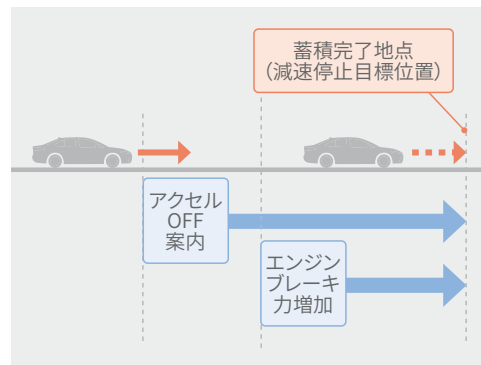 蓄積完了地点
（減速停止目標位置）
アクセル
OFF
案内
エンジン
ブレーキ
力増加